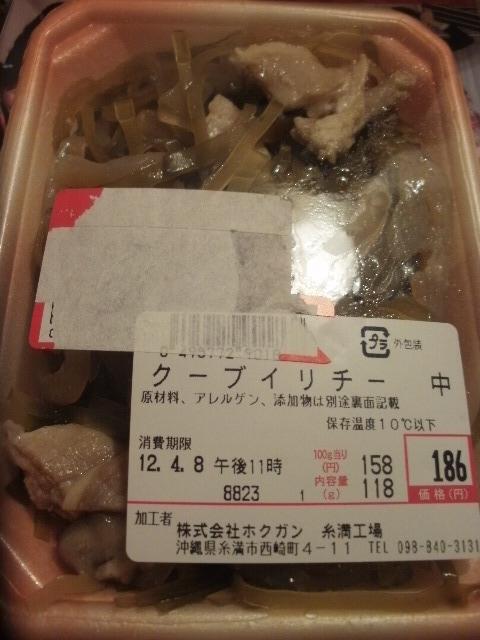 プラ 外包装
クーブイリチー 中
原材料、アレルゲン、添加物は別途裏面記載
保存温度10℃以下
消費期限
12.4.8 午後11時
8823 1
100g当り(円) 158
内容量(g) 118
186
価格(円)
加工者 株式会社ホクガン 糸満工場
沖縄県糸満市西崎町4-11 TEL 098-840-3131